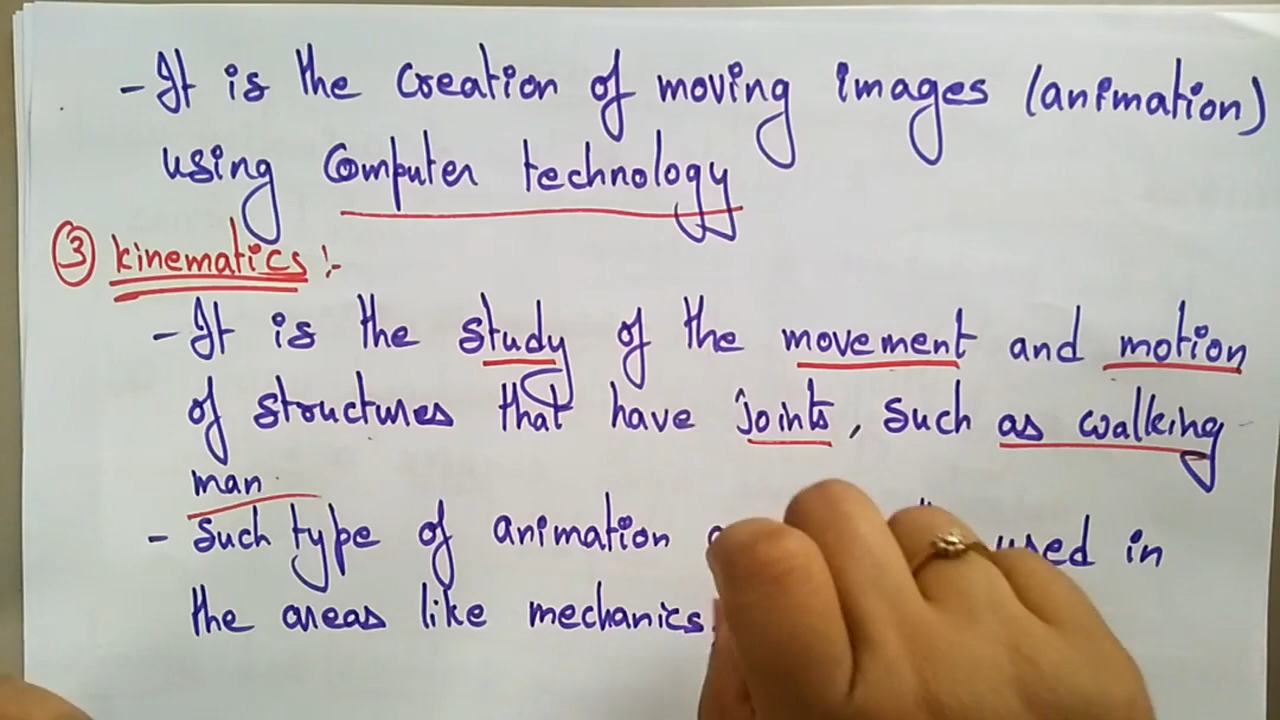 - It is the creation of moving images (animation)
using computer technology
③ kinematics :-
- It is the study of the movement and motion
of structures that have joints, such as walking
man.
- Such type of animation used in
the areas like mechanics